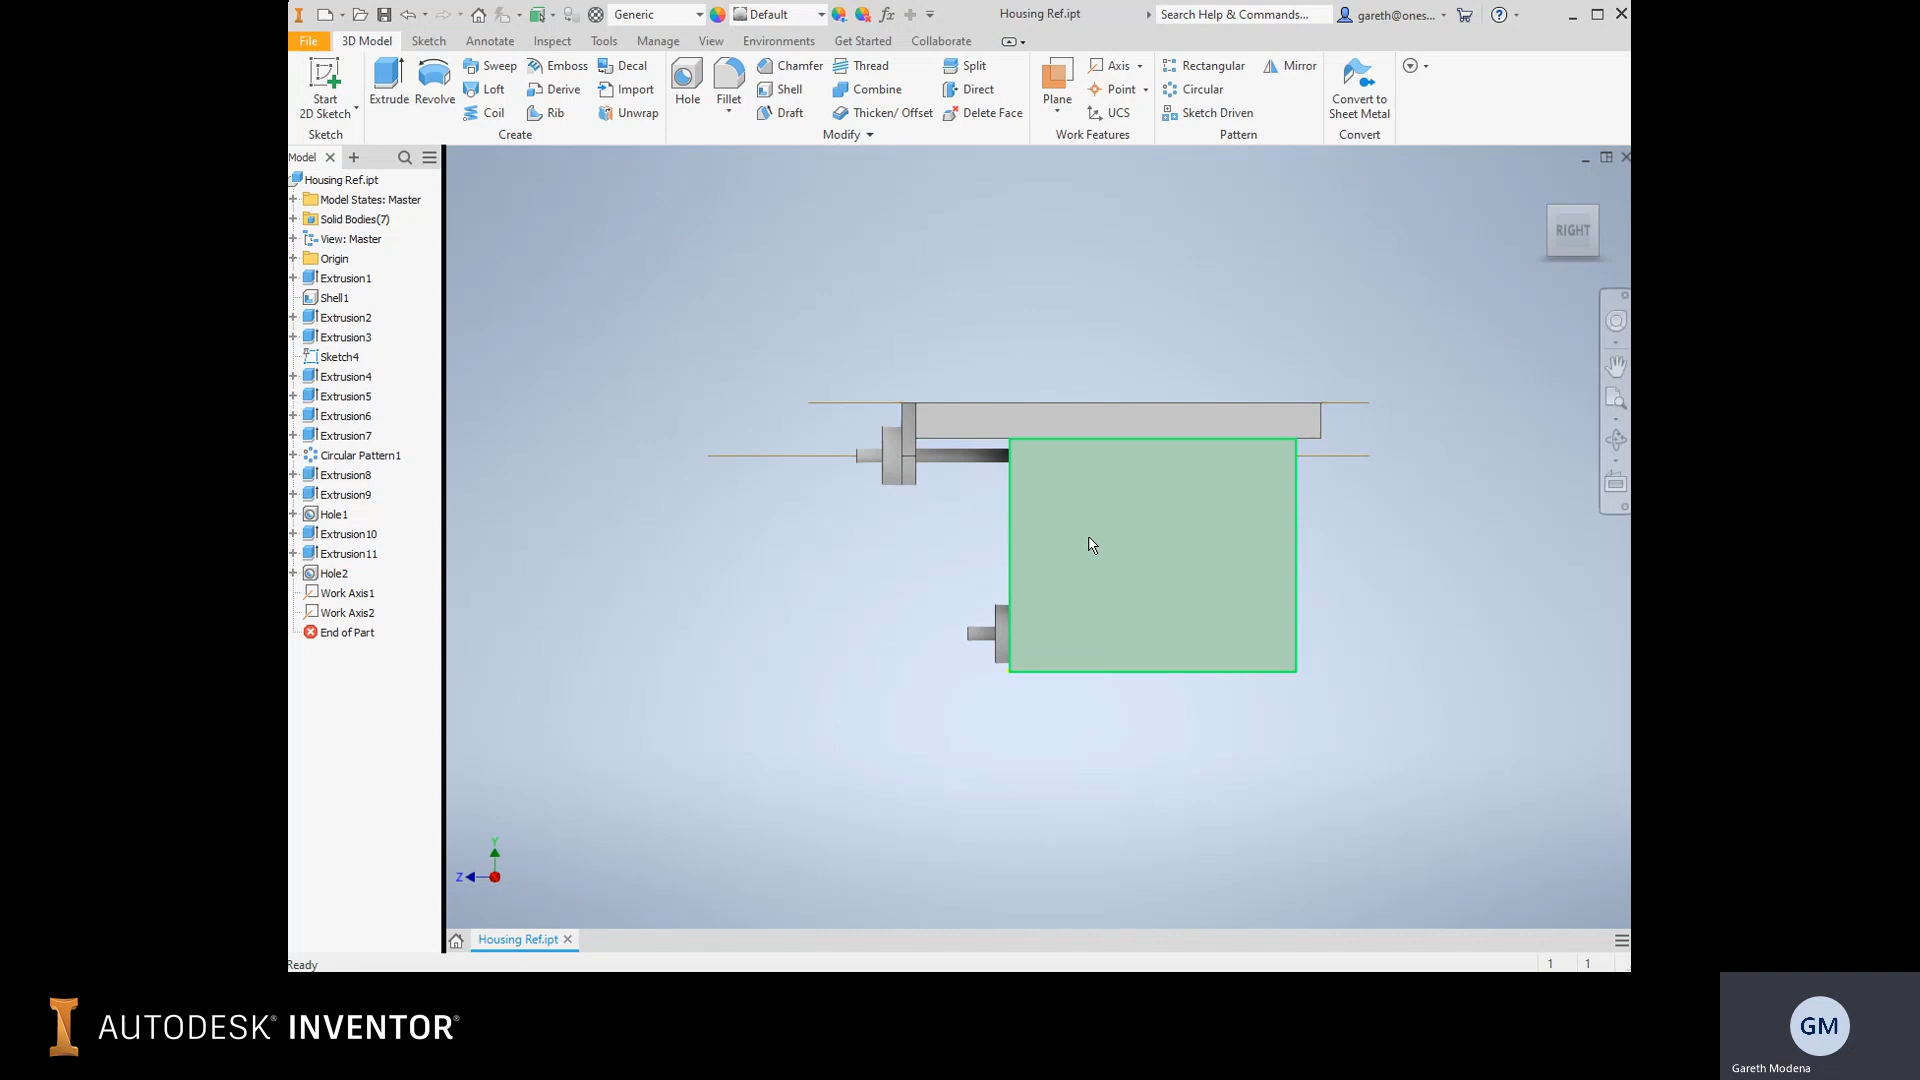 Generic
Default
Housing Ref.ipt
Search Help & Commands...
gareth@ones...
File
3D Model
Sketch
Annotate
Inspect
Tools
Manage
View
Environments
Get Started
Collaborate
Start
2D Sketch
Extrude
Revolve
Sweep
Loft
Coil
Emboss
Derive
Rib
Decal
Import
Unwrap
Hole
Fillet
Chamfer
Shell
Draft
Thread
Combine
Thicken/ Offset
Split
Direct
Delete Face
Plane
Axis
Point
UCS
Rectangular
Circular
Sketch Driven
Mirror
Convert to
Sheet Metal
Sketch
Create
Modify
Work Features
Pattern
Convert
Model
Housing Ref.ipt
Model States: Master
Solid Bodies(7)
View: Master
Origin
Extrusion1
Shell1
Extrusion2
Extrusion3
Sketch4
Extrusion4
Extrusion5
Extrusion6
Extrusion7
Circular Pattern1
Extrusion8
Extrusion9
Hole1
Extrusion10
Extrusion11
Hole2
Work Axis1
Work Axis2
End of Part
RIGHT
Y
Z
Housing Ref.ipt
Ready
1 1
AUTODESK® INVENTOR®
GM
Gareth Modena